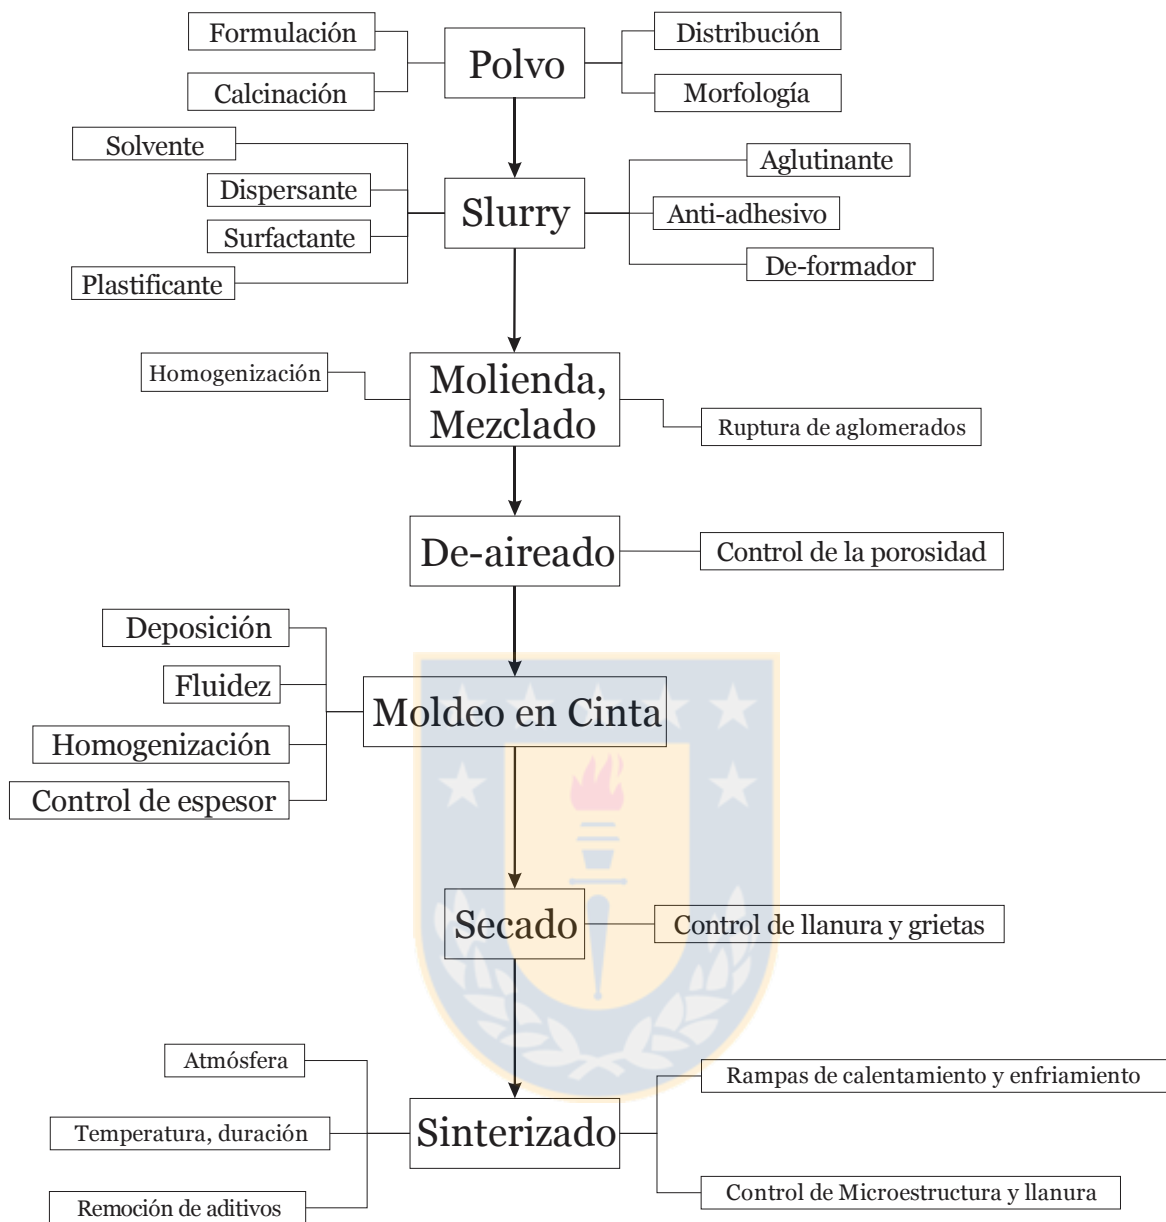 Formulación
Distribución
Polvo
Calcinación
Morfología
Solvente
Aglutinante
Dispersante
Slurry
Anti-adhesivo
Surfactante
De-formador
Plastificante
Homogenización
Molienda,
Mezclado
Ruptura de aglomerados
De-aireado
Control de la porosidad
Deposición
Fluidez
Moldeo en Cinta
Homogenización
Control de espesor
Secado
Control de llanura y grietas
Atmósfera
Rampas de calentamiento y enfriamiento
Temperatura, duración
Sinterizado
Remoción de aditivos
Control de Microestructura y llanura